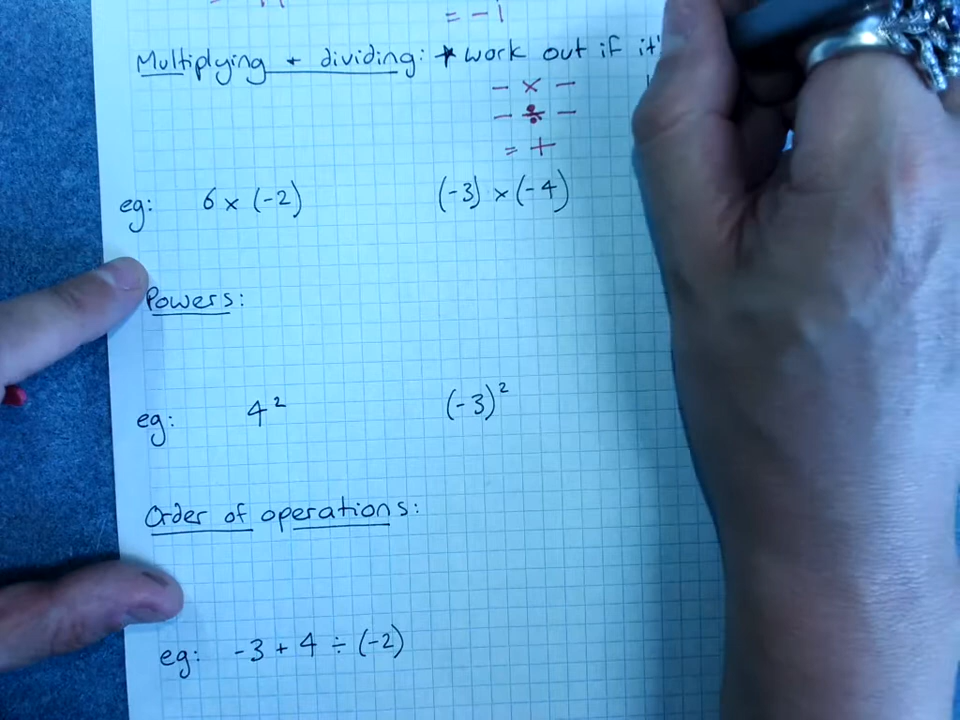 = -1
Multiplying + dividing: * work out if it'
- × -
- ÷ -
= +
eg: 6 × (-2) (-3) × (-4)
Powers:
eg: 4² (-3)²
Order of operations:
eg: -3 + 4 ÷ (-2)